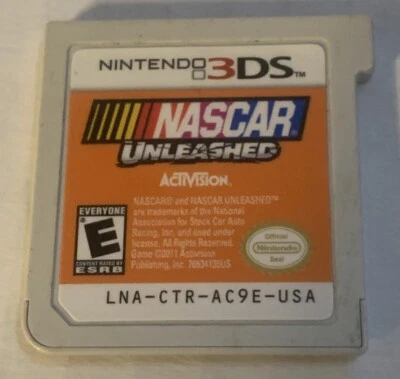 NINTENDO 3DS™
NASCAR
UNLEASHED
ACTIVISION.
NASCAR® and NASCAR UNLEASHED™
are trademarks of the National
Association for Stock Car Auto
Racing, Inc. and used under
license. All Rights Reserved.
Game ©2011 Activision
Publishing, Inc. 76634135US
EVERYONE
E
CONTENT RATED BY
ESRB
Official
Nintendo
Seal
LNA-CTR-AC9E-USA